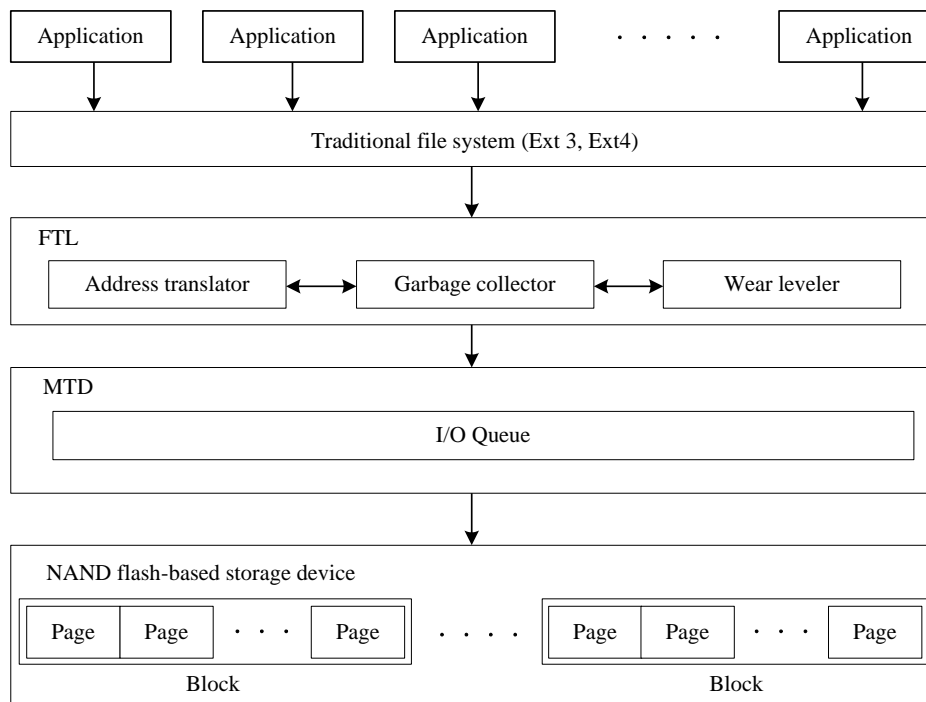 Application Application Application . . . . . Application
Traditional file system (Ext 3, Ext4)
FTL
Address translator Garbage collector Wear leveler
MTD
I/O Queue
NAND flash-based storage device
Page Page . . . Page . . . . Page Page . . . Page
Block Block